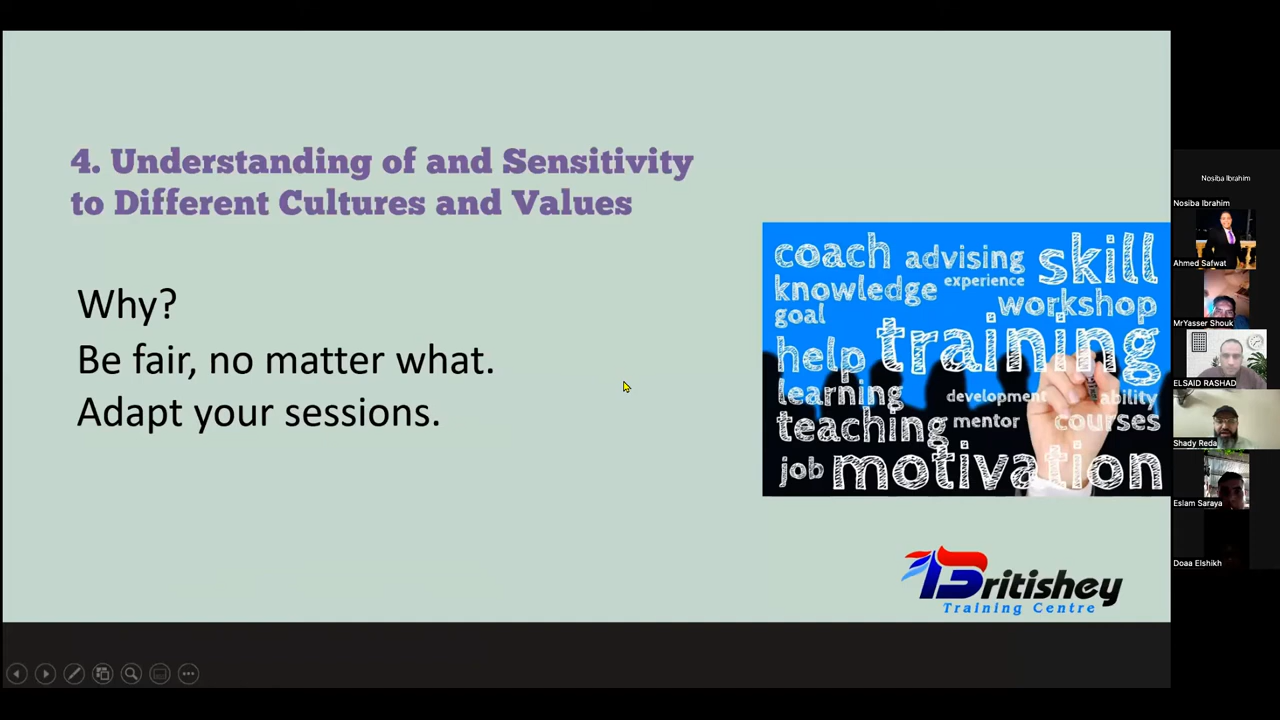 4. Understanding of and Sensitivity
to Different Cultures and Values
Why?
Be fair, no matter what.
Adapt your sessions.
coach advising skill
knowledge experience
goal workshop
help training
learning development ability
teaching mentor courses
job motivation
Britishey
Training Centre
Nosiba Ibrahim
Nosiba Ibrahim
Ahmed Safwat
MrYasser Shouk
ELSAID RASHAD
Shady Reda
Eslam Saraya
Doaa Elshikh